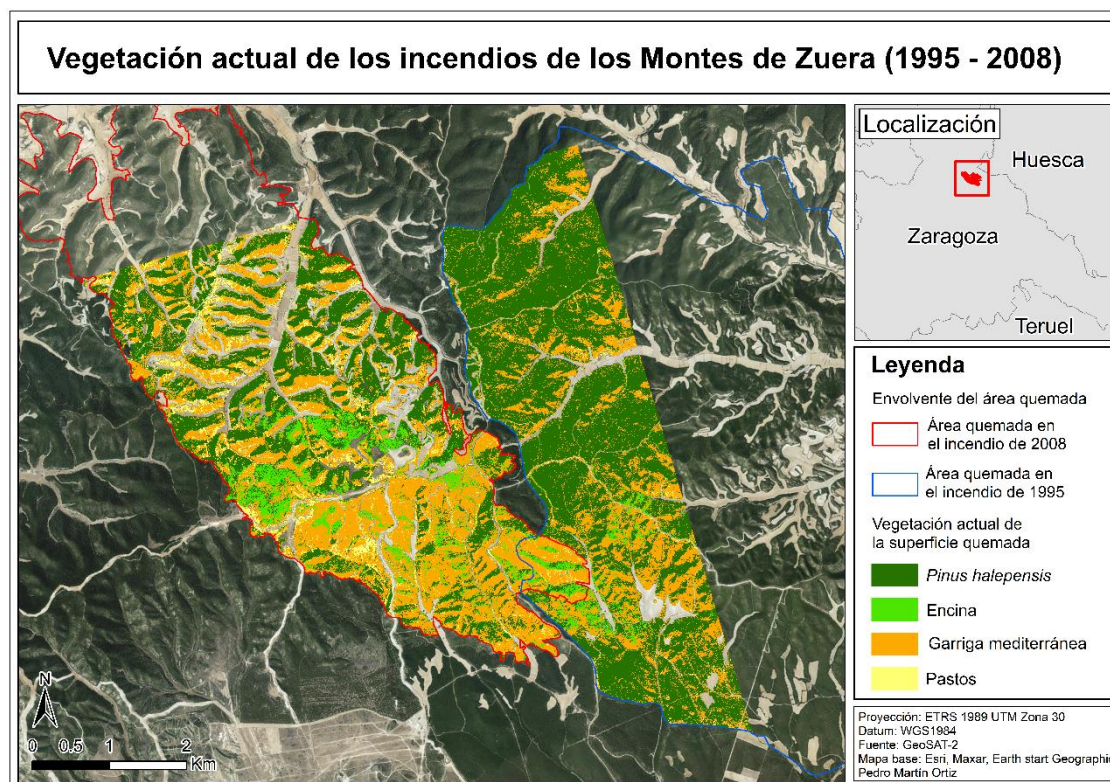 Vegetación actual de los incendios de los Montes de Zuera (1995 - 2008)
Localización
Huesca
Zaragoza
Teruel
Leyenda
Envolvente del área quemada
Área quemada en
el incendio de 2008
Área quemada en
el incendio de 1995
Vegetación actual de
la superficie quemada
Pinus halepensis
Encina
Garriga mediterránea
Pastos
N
0 0.5 1 2
Km
Proyección: ETRS 1989 UTM Zona 30
Datum: WGS1984
Fuente: GeoSAT-2
Mapa base: Esri, Maxar, Earth start Geographi
Pedro Martín Ortiz